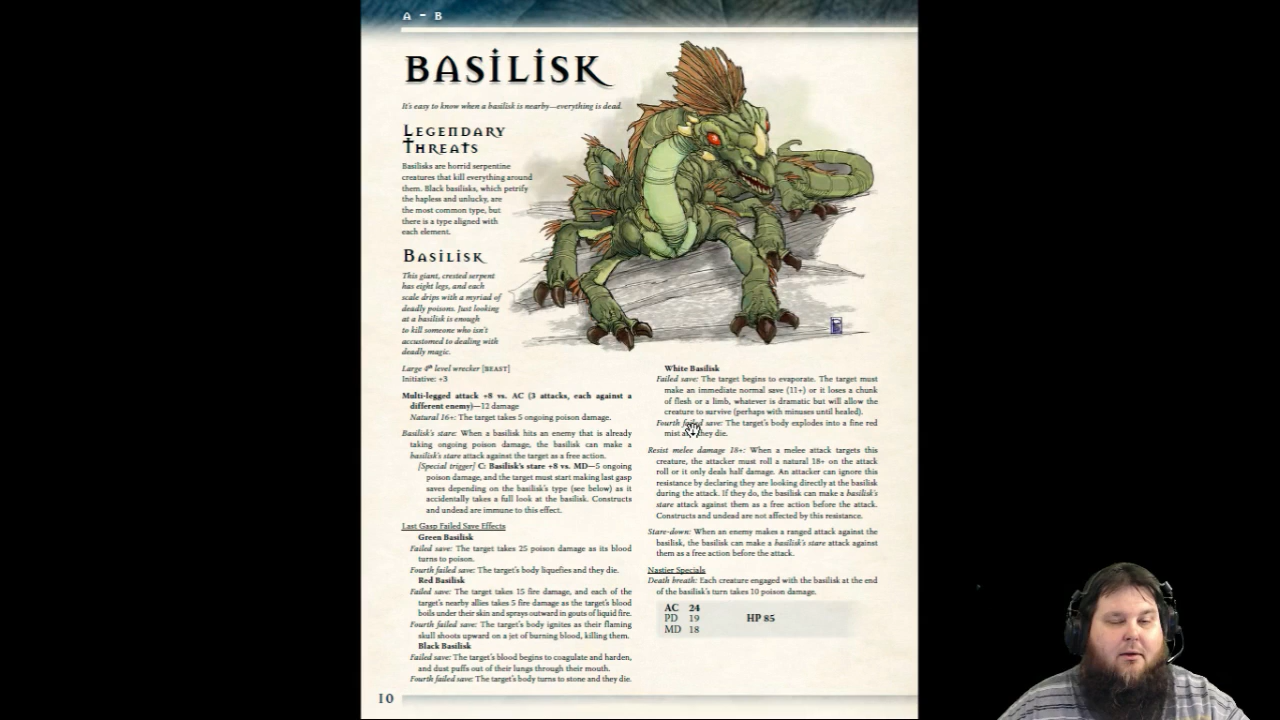 A - B
BASILISK
It's easy to know when a basilisk is nearby—everything is dead.
LEGENDARY
THREATS
Basilisks are horrid serpentine
creatures that kill everything around
them. Black basilisks, which petrify
the hapless and unlucky, are
the most common type, but
there is a type aligned with
each element.
BASILISK
This giant, crested serpent
has eight legs, and each
scale drips with a myriad of
deadly poisons. Just looking
at a basilisk is enough
to kill someone who isn't
accustomed to dealing with
deadly magic.
Large 4th level wrecker [BEAST]
Initiative: +3
Multi-legged attack +8 vs. AC (3 attacks, each against a
different enemy)—12 damage
Natural 16+: The target takes 5 ongoing poison damage.
Basilisk's stare: When a basilisk hits an enemy that is already
taking ongoing poison damage, the basilisk can make a
basilisk's stare attack against the target as a free action.
[Special trigger] C: Basilisk's stare +8 vs. MD—5 ongoing
poison damage, and the target must start making last gasp
saves depending on the basilisk's type (see below) as it
accidentally takes a full look at the basilisk. Constructs
and undead are immune to this effect.
Last Gasp Failed Save Effects
Green Basilisk
Failed save: The target takes 25 poison damage as its blood
turns to poison.
Fourth failed save: The target's body liquefies and they die.
Red Basilisk
Failed save: The target takes 15 fire damage, and each of the
target's nearby allies takes 5 fire damage as the target's blood
boils under their skin and sprays outward in gouts of liquid fire.
Fourth failed save: The target's body ignites as their flaming
skull shoots upward on a jet of burning blood, killing them.
Black Basilisk
Failed save: The target's blood begins to coagulate and harden,
and dust puffs out of their lungs through their mouth.
Fourth failed save: The target's body turns to stone and they die.
White Basilisk
Failed save: The target begins to evaporate. The target must
make an immediate normal save (11+) or it loses a chunk
of flesh or a limb, whatever is dramatic but will allow the
creature to survive (perhaps with minuses until healed).
Fourth failed save: The target's body explodes into a fine red
mist they die.
Resist melee damage 18+: When a melee attack targets this
creature, the attacker must roll a natural 18+ on the attack
roll or it only deals half damage. An attacker can ignore this
resistance by declaring they are looking directly at the basilisk
during the attack. If they do, the basilisk can make a basilisk's
stare attack against them as a free action before the attack.
Constructs and undead are not affected by this resistance.
Stare-down: When an enemy makes a ranged attack against the
basilisk, the basilisk can make a basilisk's stare attack against
them as a free action before the attack.
Nastier Specials
Death breath: Each creature engaged with the basilisk at the end
of the basilisk's turn takes 10 poison damage.
AC 24
PD 19 HP 85
MD 18
10